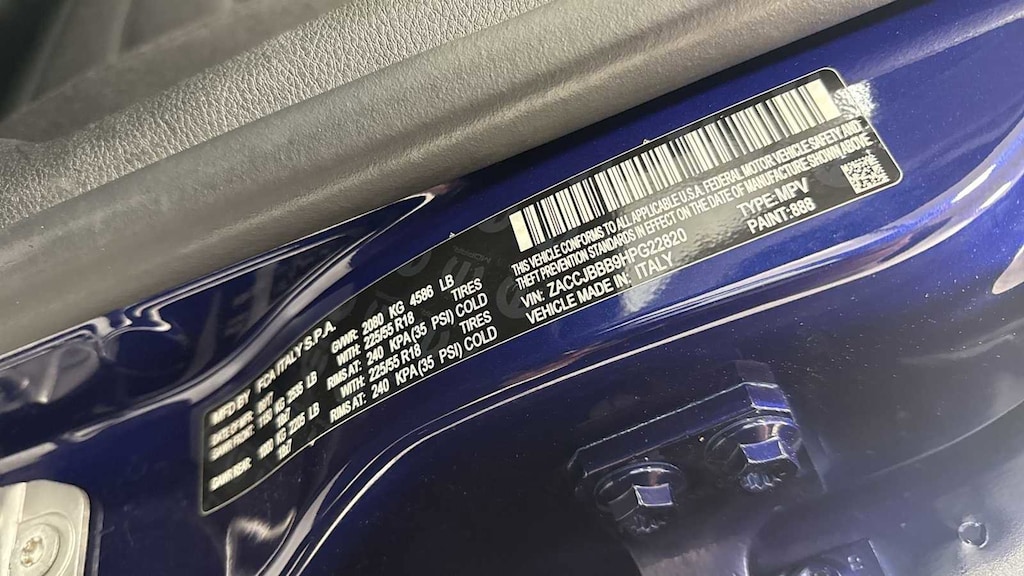 THIS VEHICLE CONFORMS TO ALL APPLICABLE U.S.A. FEDERAL MOTOR VEHICLE SAFETY AND
THEFT PREVENTION STANDARDS IN EFFECT ON THE DATE OF MANUFACTURE SHOWN ABOVE
VIN: ZACCJBBB9HPG22820 TYPE: MPV
VEHICLE MADE IN: ITALY PAINT: 888
MFD BY FCA ITALY S.P.A. GVWR: 2080 KG 4586 LB
WITH: 225/55 R18 TIRES
RIMS AT: 240 KPA (35 PSI) COLD
WITH: 225/55 R18 TIRES
RIMS AT: 240 KPA (35 PSI) COLD